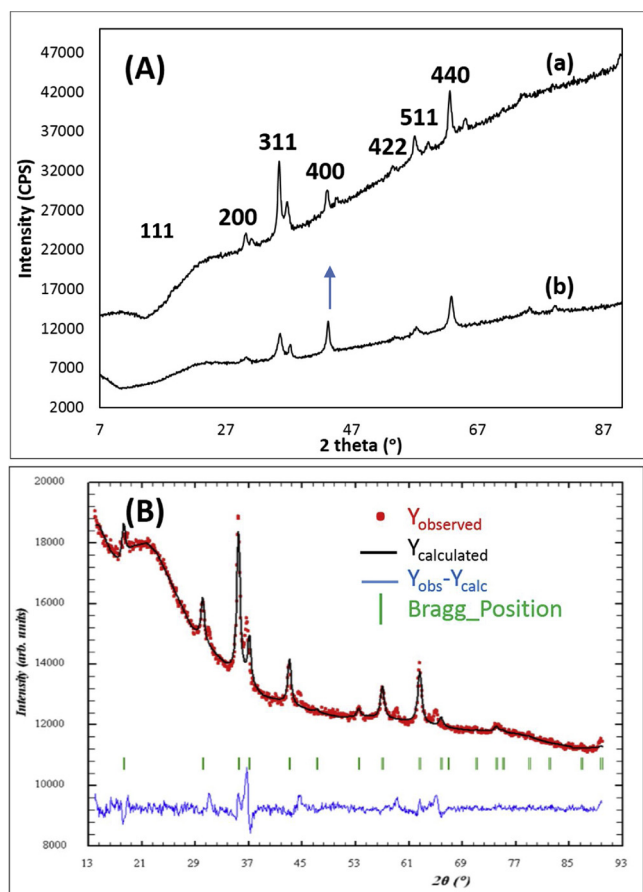 (A)
(a)
47000
42000
37000
32000
27000
22000
17000
12000
7000
2000
Intensity (CPS)
111
200
311
400
422
511
440
(b)
7 27 47 67 87
2 theta (°)
(B)
Yobserved
Ycalculated
Yobs-Ycalc
Bragg_Position
20000
18000
16000
14000
12000
10000
8000
Intensity (arb. units)
13 21 29 37 45 53 61 69 77 85 93
2θ (°)